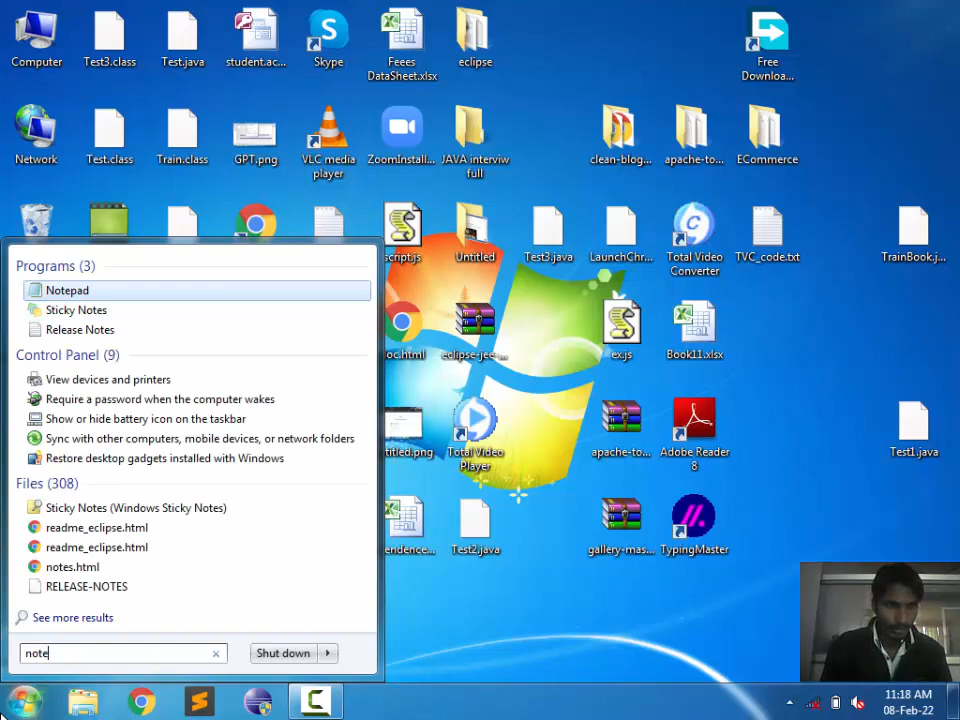 Computer
Test3.class
Test.java
student.ac...
Skype
Feees
DataSheet.xlsx
eclipse
Free
Downloa...
Network
Test.class
Train.class
GPT.png
VLC media
player
ZoomInstall...
JAVA interviw
full
clean-blog...
apache-to...
ECommerce
script.js
Untitled
Test3.java
LaunchChr...
Total Video
Converter
TVC_code.txt
TrainBook.j...
oc.html
eclipse-jee-...
ex.js
Book11.xlsx
titled.png
Total Video
Player
apache-to...
Adobe Reader
8
Test1.java
endence...
Test2.java
gallery-mas...
TypingMaster
Programs (3)
Notepad
Sticky Notes
Release Notes
Control Panel (9)
View devices and printers
Require a password when the computer wakes
Show or hide battery icon on the taskbar
Sync with other computers, mobile devices, or network folders
Restore desktop gadgets installed with Windows
Files (308)
Sticky Notes (Windows Sticky Notes)
readme_eclipse.html
readme_eclipse.html
notes.html
RELEASE-NOTES
See more results
note
Shut down
11:18 AM
08-Feb-22